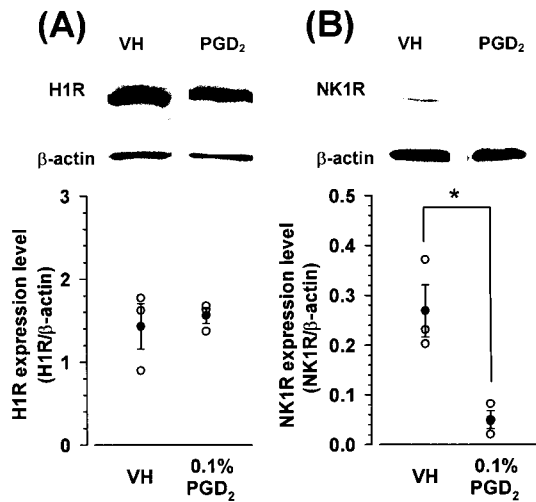 (A)
VH PGD₂
H1R
β-actin
3
2
1
0
H1R expression level
(H1R/β-actin)
VH 0.1%
PGD₂
(B)
VH PGD₂
NK1R
β-actin
0.5
0.4
0.3
0.2
0.1
0.0
*
NK1R expression level
(NK1R/β-actin)
VH 0.1%
PGD₂